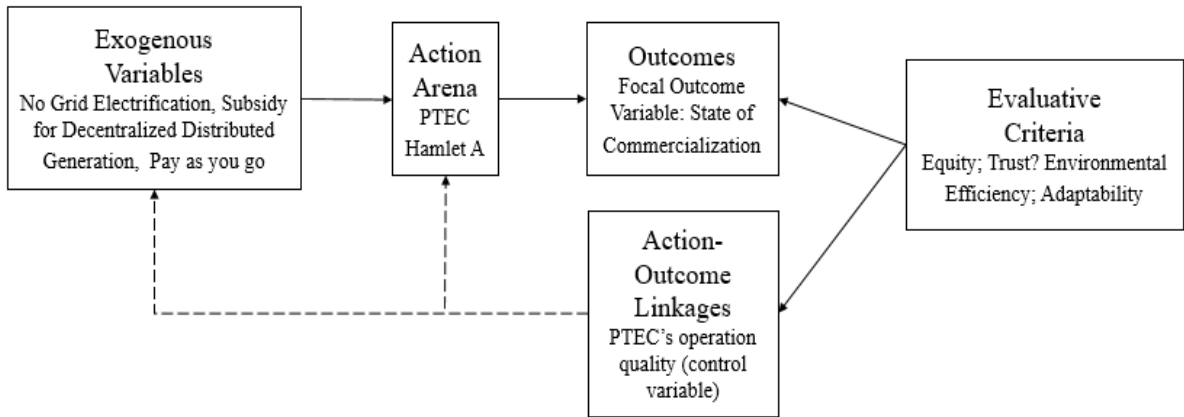 Exogenous
Variables
No Grid Electrification, Subsidy
for Decentralized Distributed
Generation, Pay as you go
Action
Arena
PTEC
Hamlet A
Outcomes
Focal Outcome
Variable: State of
Commercialization
Evaluative
Criteria
Equity; Trust? Environmental
Efficiency; Adaptability
Action-
Outcome
Linkages
PTEC’s operation
quality (control
variable)